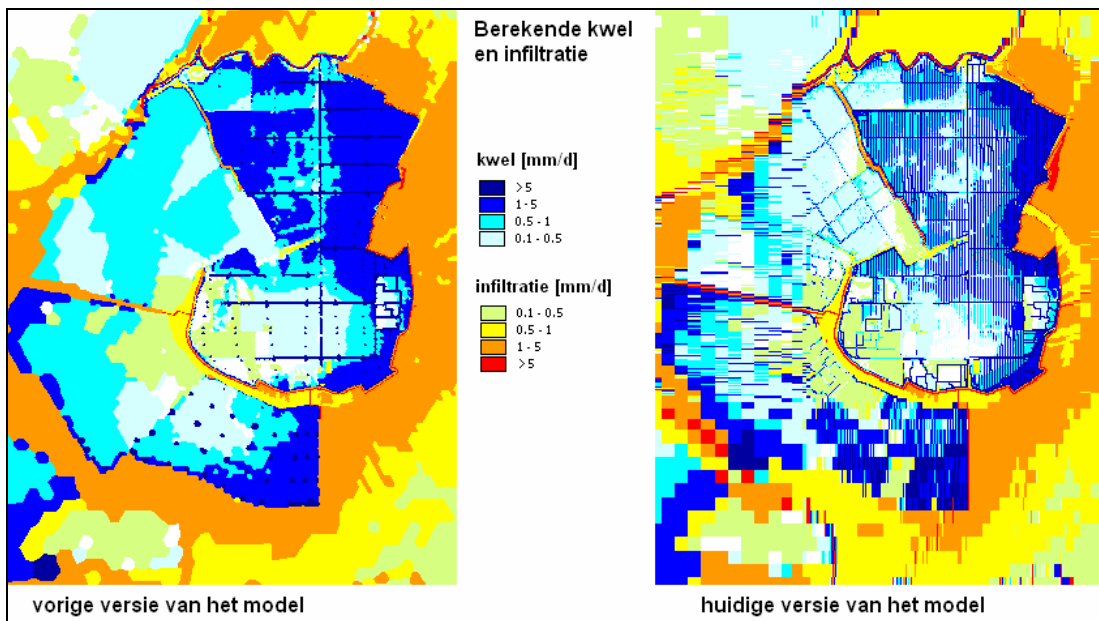 Berekende kwel
en infiltratie
kwel [mm/d]
>5
1-5
0.5 - 1
0.1 - 0.5
infiltratie [mm/d]
0.1 - 0.5
0.5 - 1
1-5
>5
vorige versie van het model
huidige versie van het model